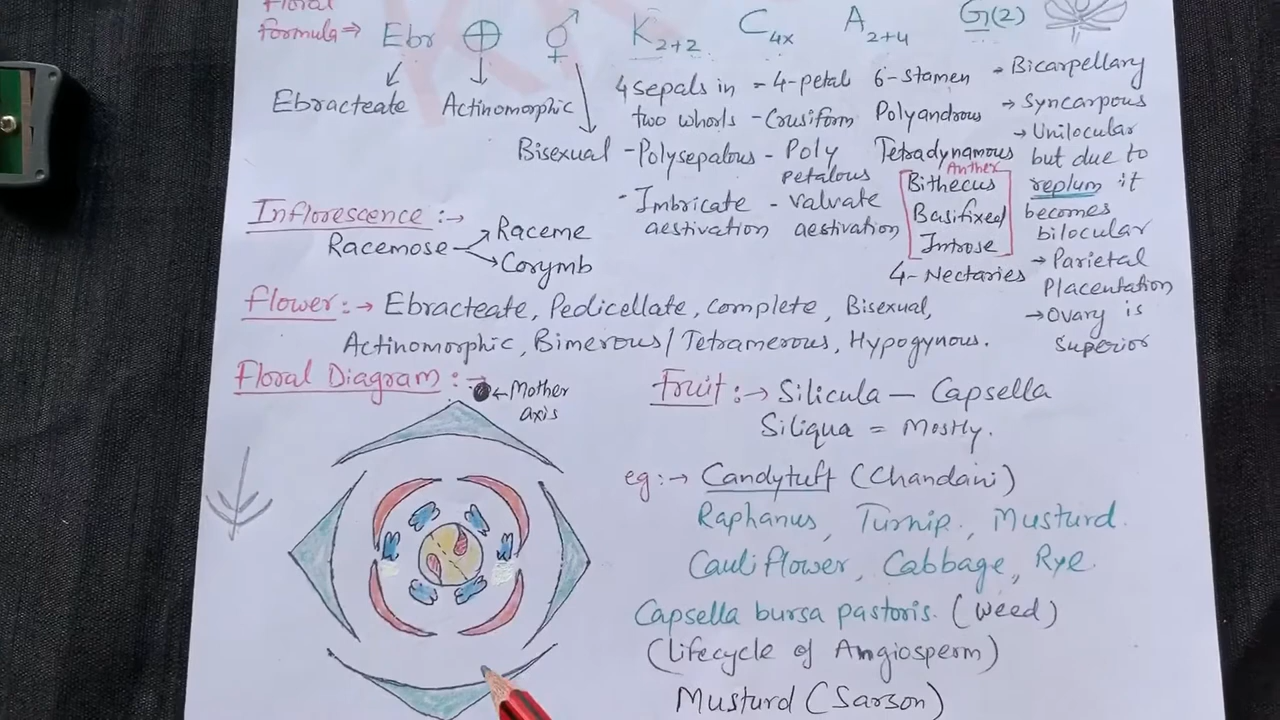 Floral
formula⇒ Ebr ⊕ ⚥ K2+2 C4x A2+4 G(2)
Ebracteate Actinomorphic Bisexual
4 sepals in
two whorls
-Polysepalous
- Imbricate
aestivation
- 4-petal
- Crusiform
- Poly
petalous
- valvate
aestivation
6-stamen
Polyandrous
Tetradynamous
Anther
Bithecus
Basifixed
Introse
4-Nectaries
→ Bicarpellary
→ Syncarpous
→ Unilocular
but due to
replum it
becomes
bilocular
→ Parietal
Placentation
→Ovary is
Superior
Inflorescence :→
Racemose Raceme
Corymb
flower:→ Ebracteate, Pedicellate, complete, Bisexual,
Actinomorphic, Bimerous/Tetramerous, Hypogynous.
Floral Diagram:→
←Mother
axis
Fruit:→ Silicula — Capsella
Siliqua = Mostly.
eg:→ Candytuft (Chandani)
Raphanus, Turnip, Musturd.
Cauliflower, Cabbage, Rye.
Capsella bursa pastoris. (weed)
(Lifecycle of Angiosperm)
Musturd (Sarson)